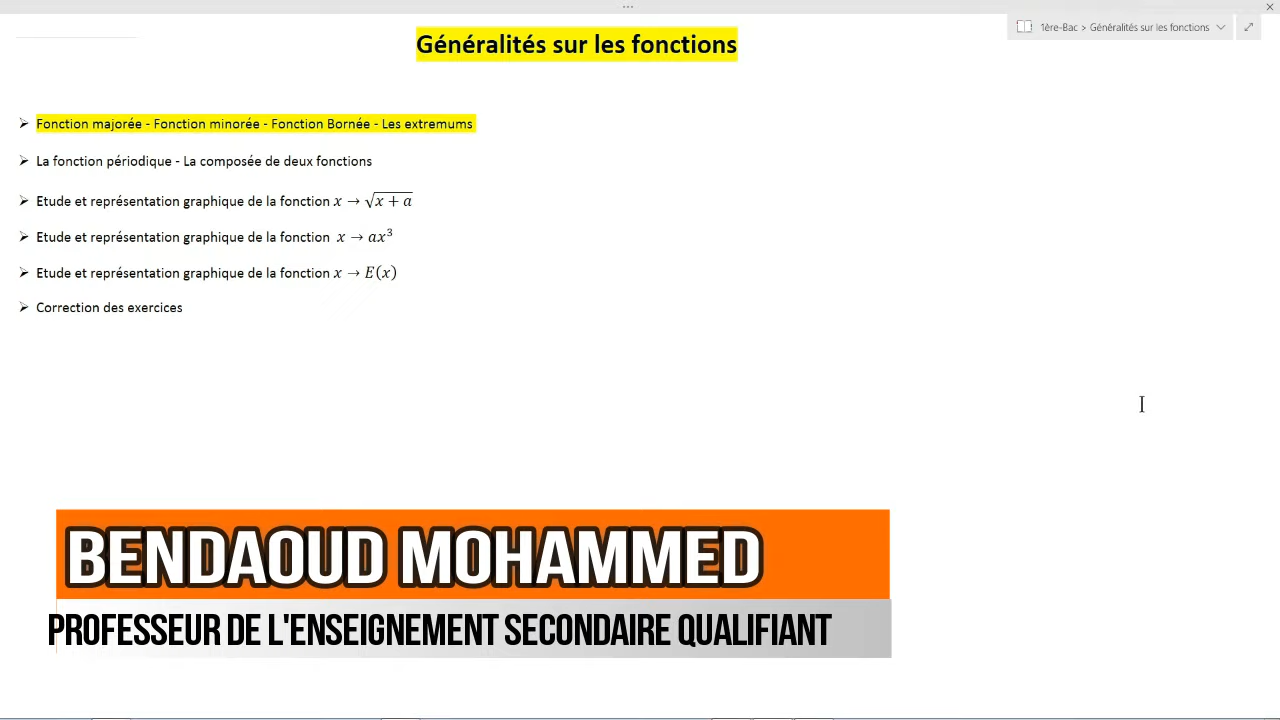 1ère-Bac > Généralités sur les fonctions
Généralités sur les fonctions
➢ Fonction majorée - Fonction minorée - Fonction Bornée - Les extremums
➢ La fonction périodique - La composée de deux fonctions
➢ Etude et représentation graphique de la fonction x → √(x + a)
➢ Etude et représentation graphique de la fonction x → ax³
➢ Etude et représentation graphique de la fonction x → E(x)
➢ Correction des exercices
BENDAOUD MOHAMMED
PROFESSEUR DE L'ENSEIGNEMENT SECONDAIRE QUALIFIANT